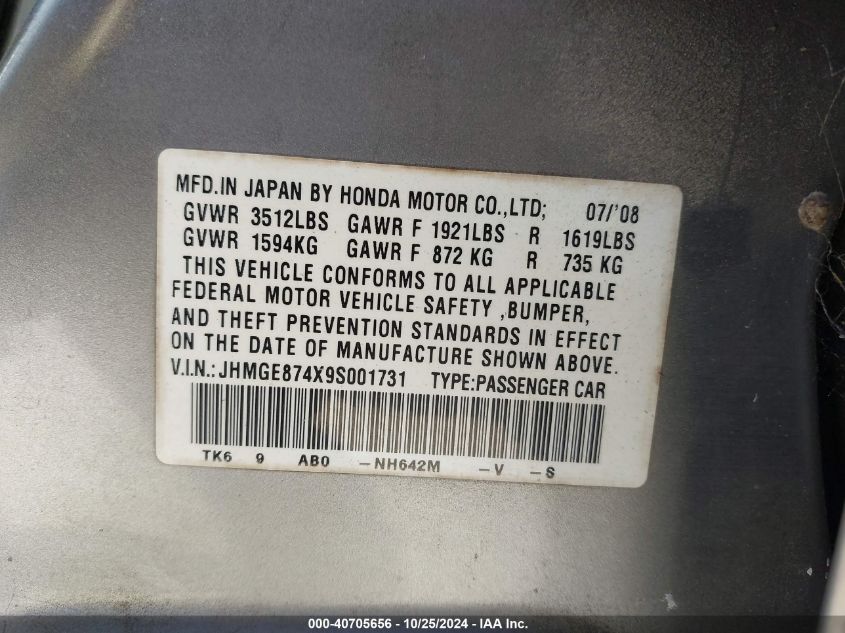 MFD.IN JAPAN BY HONDA MOTOR CO.,LTD; 07/'08
GVWR 3512LBS GAWR F 1921LBS R 1619LBS
GVWR 1594KG GAWR F 872 KG R 735 KG
THIS VEHICLE CONFORMS TO ALL APPLICABLE
FEDERAL MOTOR VEHICLE SAFETY ,BUMPER,
AND THEFT PREVENTION STANDARDS IN EFFECT
ON THE DATE OF MANUFACTURE SHOWN ABOVE.
V.I.N.: JHMGE874X9S001731 TYPE:PASSENGER CAR
TK6 9 AB0 -NH642M -V -S
000-40705656 - 10/25/2024 - IAA Inc.